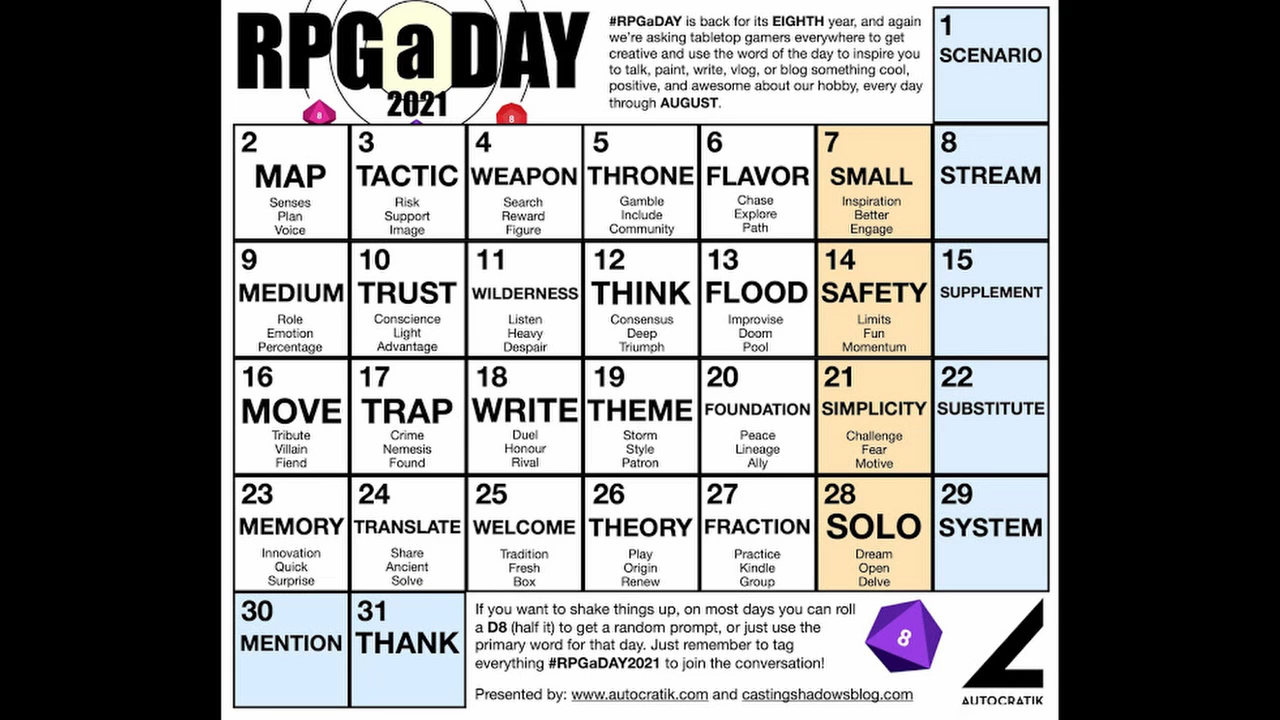 RPG a DAY
2021
8
8
#RPGaDAY is back for its EIGHTH year, and again
we're asking tabletop gamers everywhere to get
creative and use the word of the day to inspire you
to talk, paint, write, vlog, or blog something cool,
positive, and awesome about our hobby, every day
through AUGUST.
1
SCENARIO
2
MAP
Senses
Plan
Voice
3
TACTIC
Risk
Support
Image
4
WEAPON
Search
Reward
Figure
5
THRONE
Gamble
Include
Community
6
FLAVOR
Chase
Explore
Path
7
SMALL
Inspiration
Better
Engage
8
STREAM
9
MEDIUM
Role
Emotion
Percentage
10
TRUST
Conscience
Light
Advantage
11
WILDERNESS
Listen
Heavy
Despair
12
THINK
Consensus
Deep
Triumph
13
FLOOD
Improvise
Doom
Pool
14
SAFETY
Limits
Fun
Momentum
15
SUPPLEMENT
16
MOVE
Tribute
Villain
Fiend
17
TRAP
Crime
Nemesis
Found
18
WRITE
Duel
Honour
Rival
19
THEME
Storm
Style
Patron
20
FOUNDATION
Peace
Lineage
Ally
21
SIMPLICITY
Challenge
Fear
Motive
22
SUBSTITUTE
23
MEMORY
Innovation
Quick
Surprise
24
TRANSLATE
Share
Ancient
Solve
25
WELCOME
Tradition
Fresh
Box
26
THEORY
Play
Origin
Renew
27
FRACTION
Practice
Kindle
Group
28
SOLO
Dream
Open
Delve
29
SYSTEM
30
MENTION
31
THANK
If you want to shake things up, on most days you can roll
a D8 (half it) to get a random prompt, or just use the
primary word for that day. Just remember to tag
everything #RPGaDAY2021 to join the conversation!
Presented by: www.autocratik.com and castingshadowsblog.com
8
AUTOCRATIK